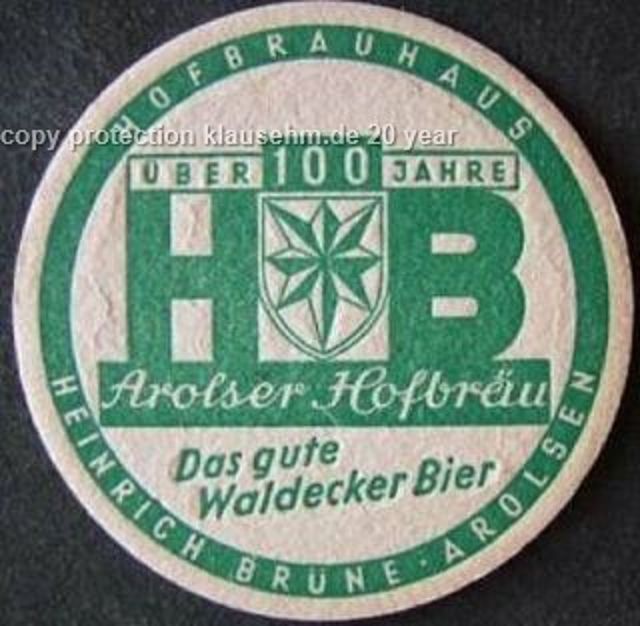 HOFBRÄUHAUS
copy protection klausehm.de 20 year
ÜBER 100 JAHRE
HB
Arolser Hofbräu
Das gute
Waldecker Bier
HEINRICH BRÜNE · AROLSEN